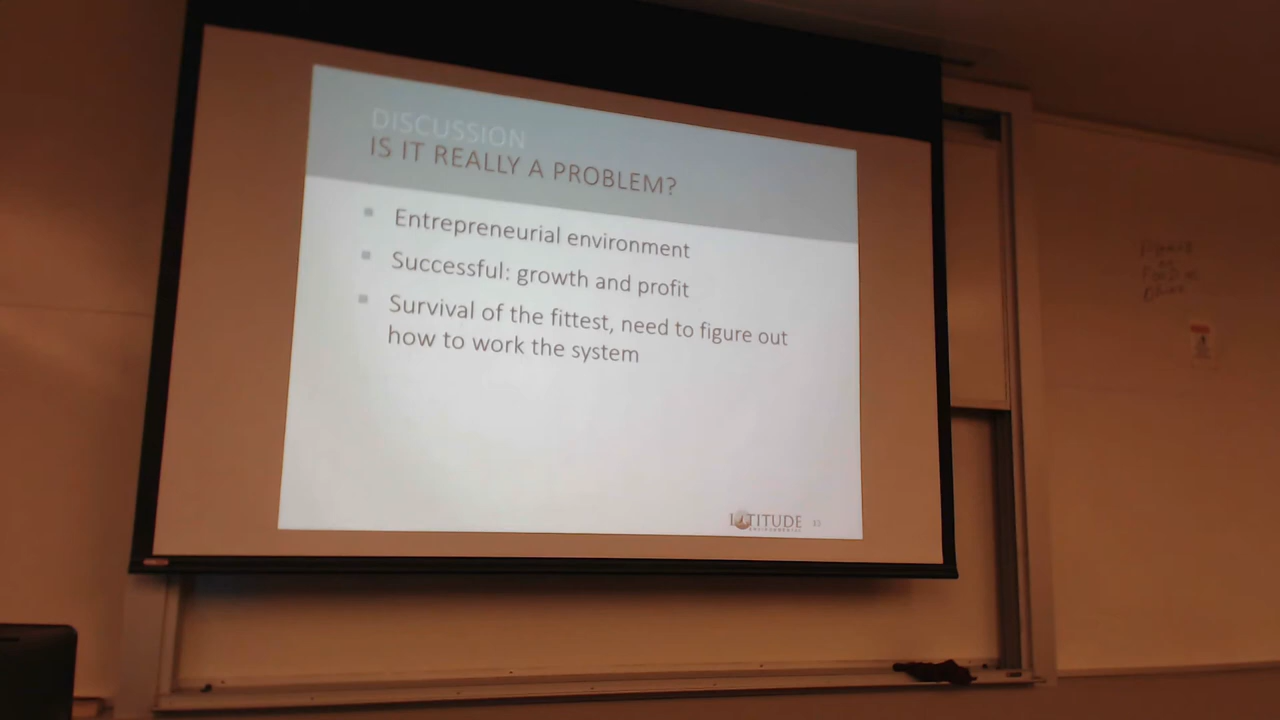 DISCUSSION
IS IT REALLY A PROBLEM?
Entrepreneurial environment
Successful: growth and profit
Survival of the fittest, need to figure out
how to work the system
LATITUDE
ENVIRONMENTAL